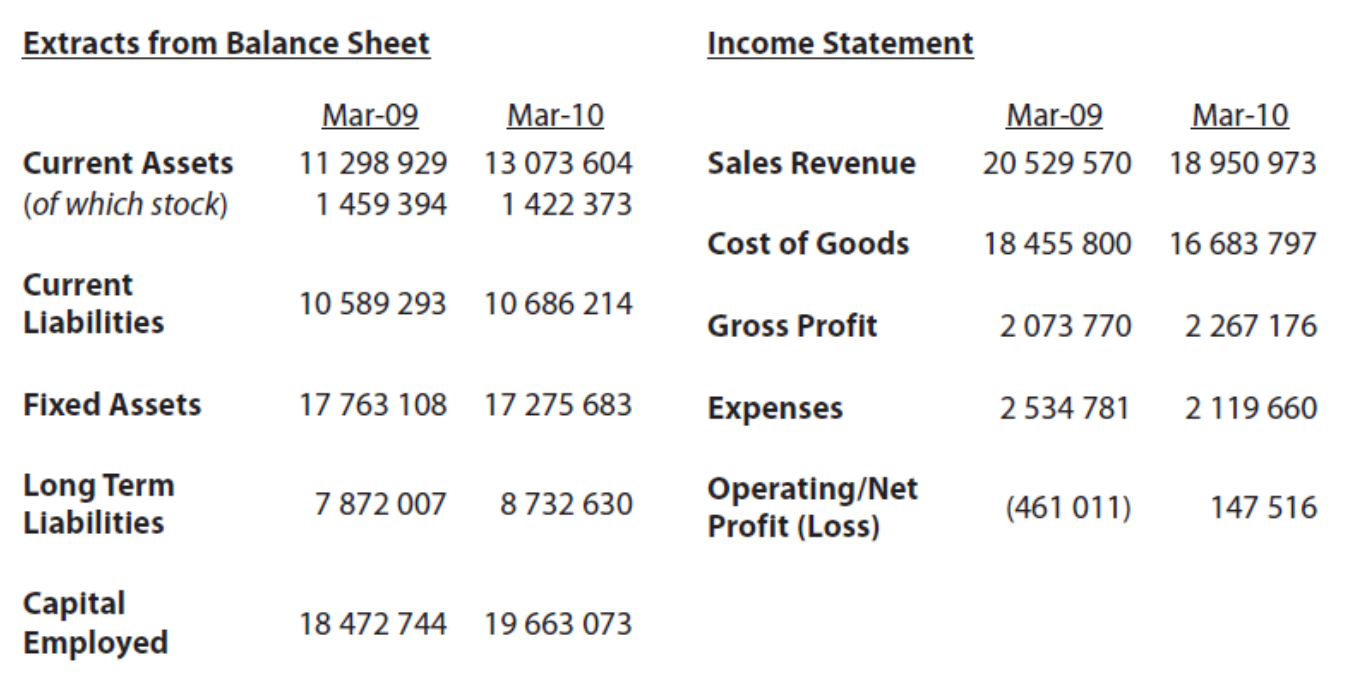 Extracts from Balance Sheet
Mar-09 Mar-10
Current Assets 11 298 929 13 073 604
(of which stock) 1 459 394 1 422 373
Current
Liabilities 10 589 293 10 686 214
Fixed Assets 17 763 108 17 275 683
Long Term
Liabilities 7 872 007 8 732 630
Capital
Employed 18 472 744 19 663 073
Income Statement
Mar-09 Mar-10
Sales Revenue 20 529 570 18 950 973
Cost of Goods 18 455 800 16 683 797
Gross Profit 2 073 770 2 267 176
Expenses 2 534 781 2 119 660
Operating/Net
Profit (Loss) (461 011) 147 516